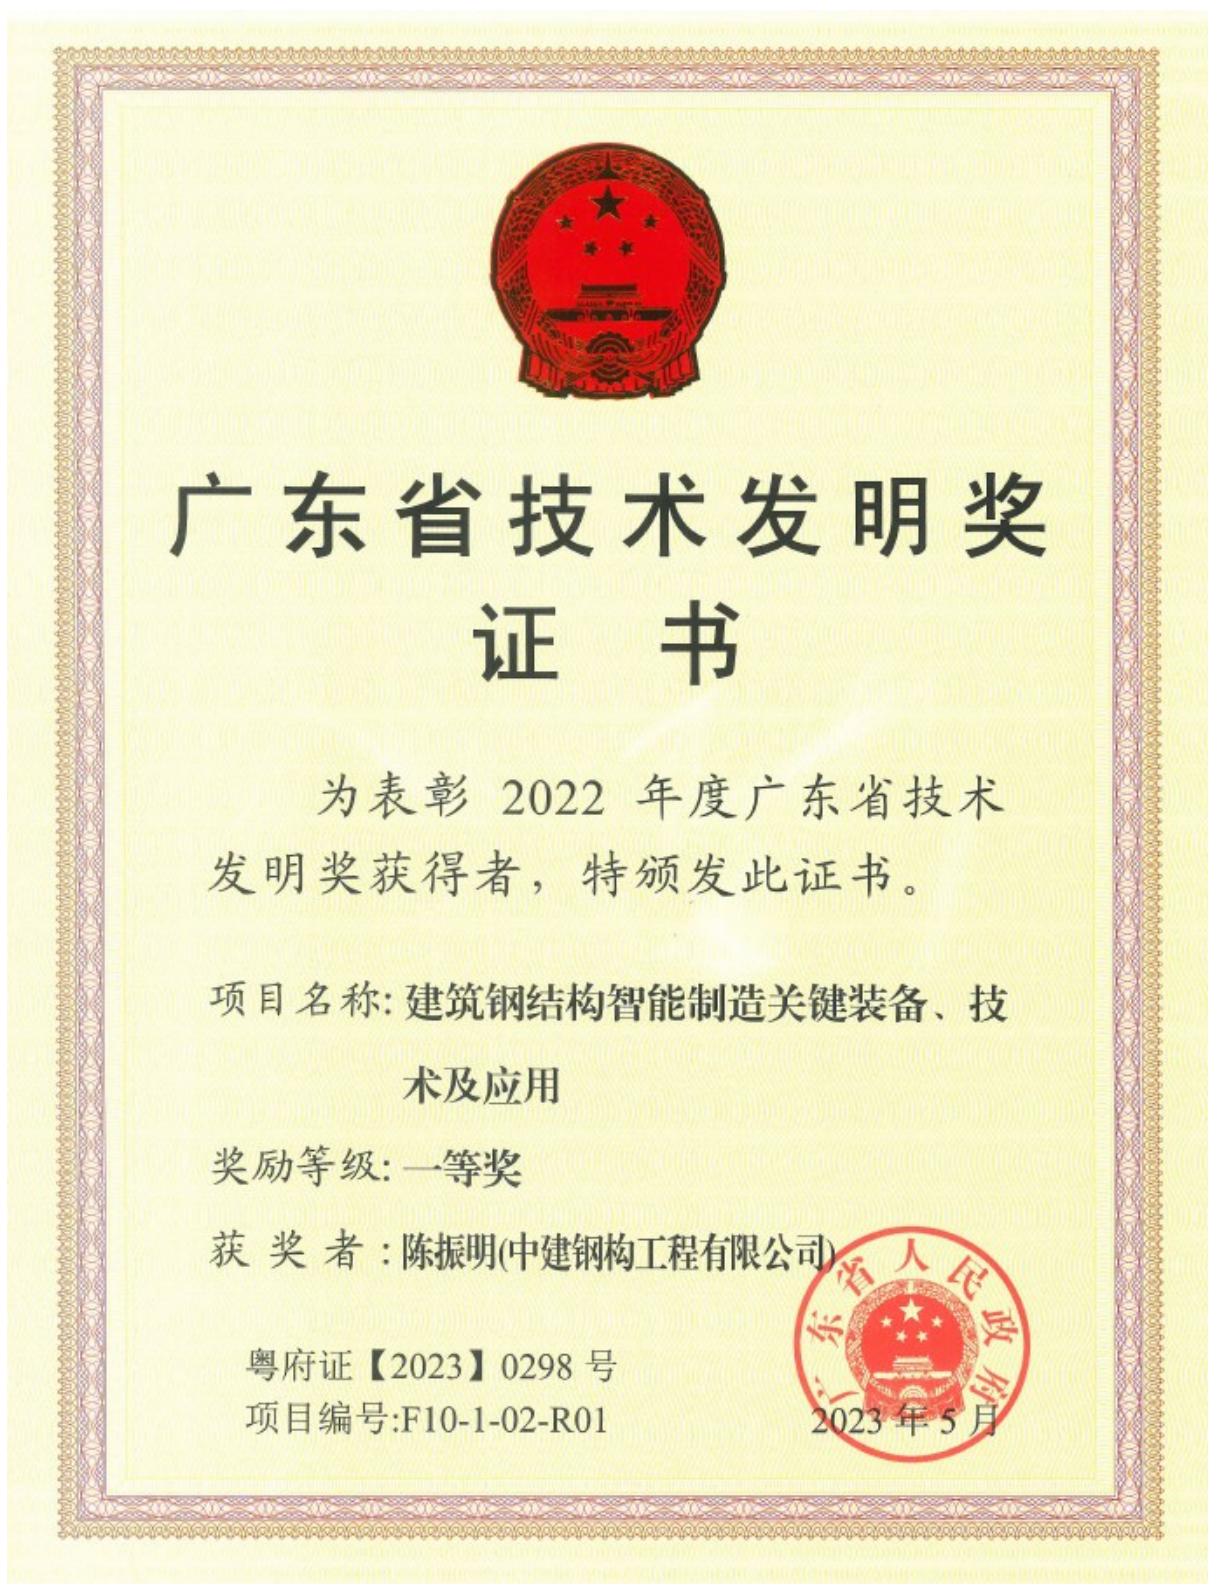 广东省技术发明奖
证书
为表彰 2022 年度广东省技术
发明奖获得者，特颁发此证书。
项目名称: 建筑钢结构智能制造关键装备、技
术及应用
奖励等级: 一等奖
获奖者: 陈振明(中建钢构工程有限公司)
广东省人民政府
粤府证【2023】0298 号
项目编号:F10-1-02-R01
2023 年 5 月